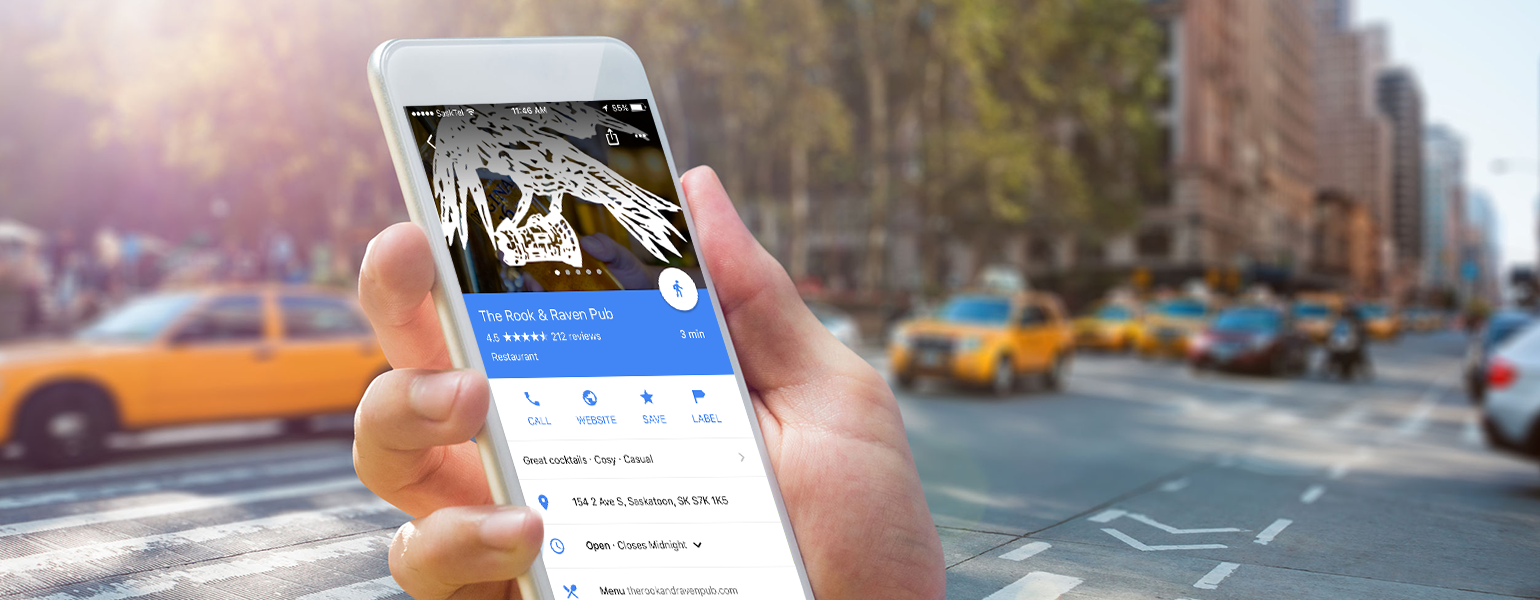 SaskTel 11:46 AM 65%
The Rook & Raven Pub
4.5 ★★★★★ 212 reviews 3 min
Restaurant
CALL WEBSITE SAVE LABEL
Great cocktails · Cosy · Casual
154 2 Ave S, Saskatoon, SK S7K 1K5
Open · Closes Midnight
Menu therookandravenpub.com